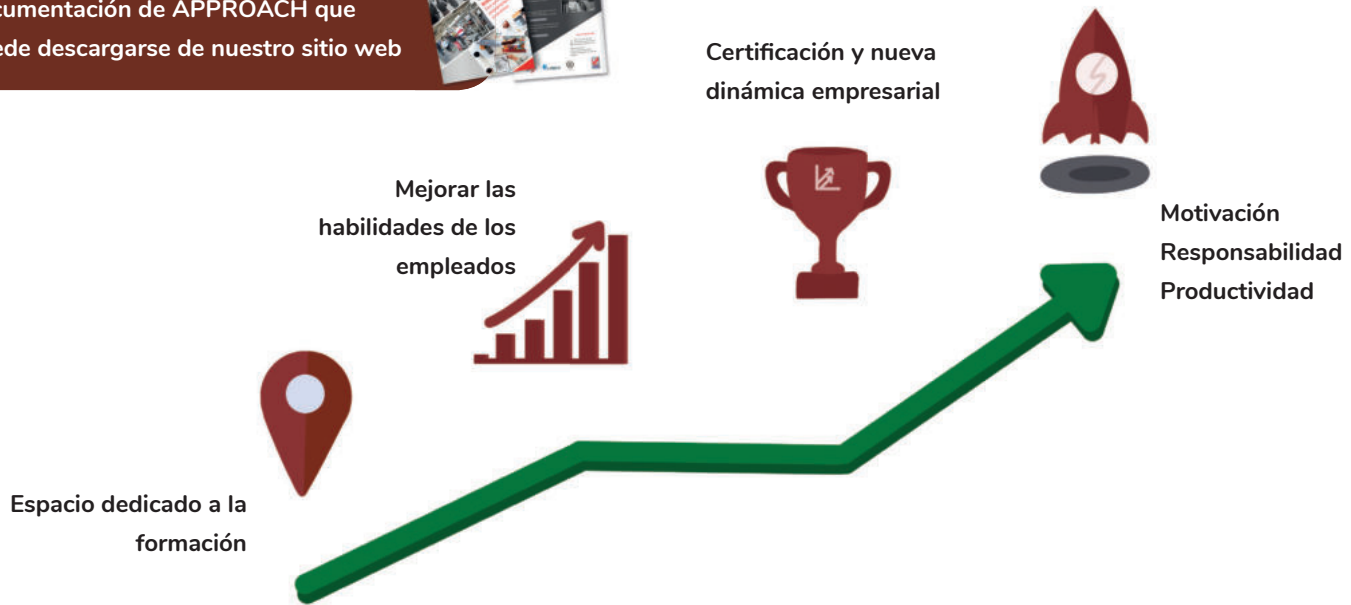 cumentación de APPROACH que
ede descargarse de nuestro sitio web
Certificación y nueva
dinámica empresarial
Mejorar las
habilidades de los
empleados
Motivación
Responsabilidad
Productividad
Espacio dedicado a la
formación